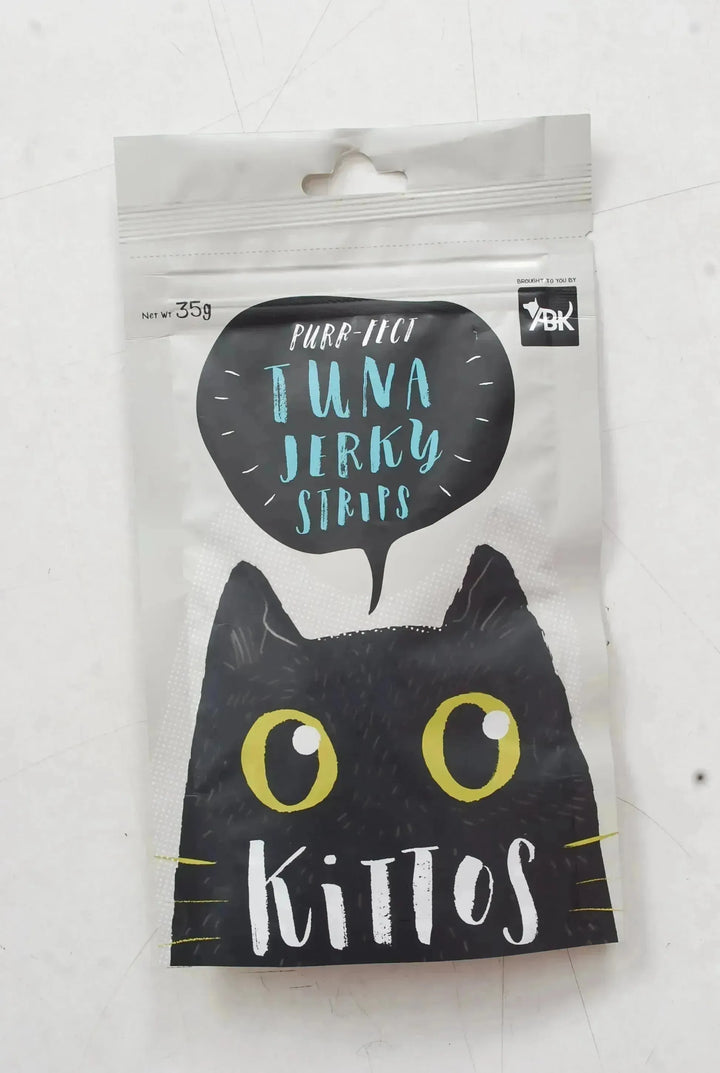 BROUGHT TO YOU BY
ABK
NET WT 35g
PURR-FECT
TUNA
JERKY
STRIPS
KiTTOS